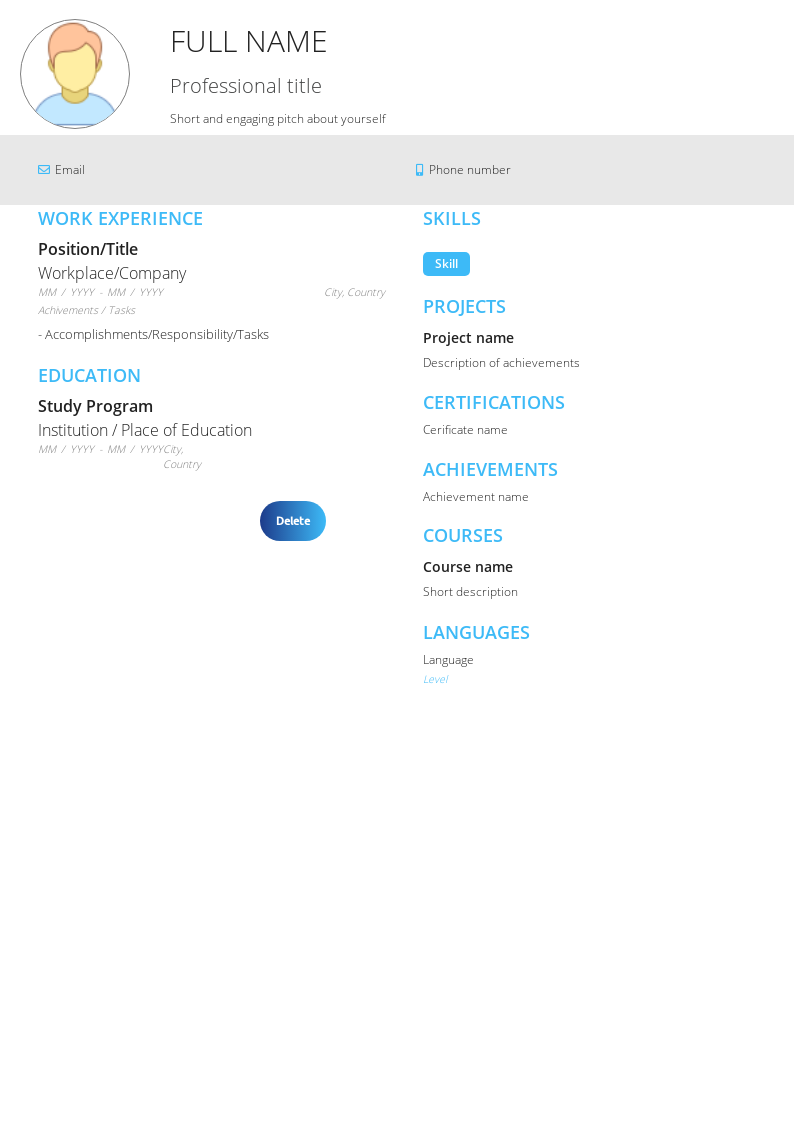 FULL NAME
Professional title
Short and engaging pitch about yourself
Email
Phone number
WORK EXPERIENCE
Position/Title
Workplace/Company
MM / YYYY - MM / YYYY
City, Country
Achivements / Tasks
- Accomplishments/Responsibility/Tasks
EDUCATION
Study Program
Institution / Place of Education
MM / YYYY - MM / YYYYCity,
Country
Delete
SKILLS
Skill
PROJECTS
Project name
Description of achievements
CERTIFICATIONS
Cerificate name
ACHIEVEMENTS
Achievement name
COURSES
Course name
Short description
LANGUAGES
Language
Level